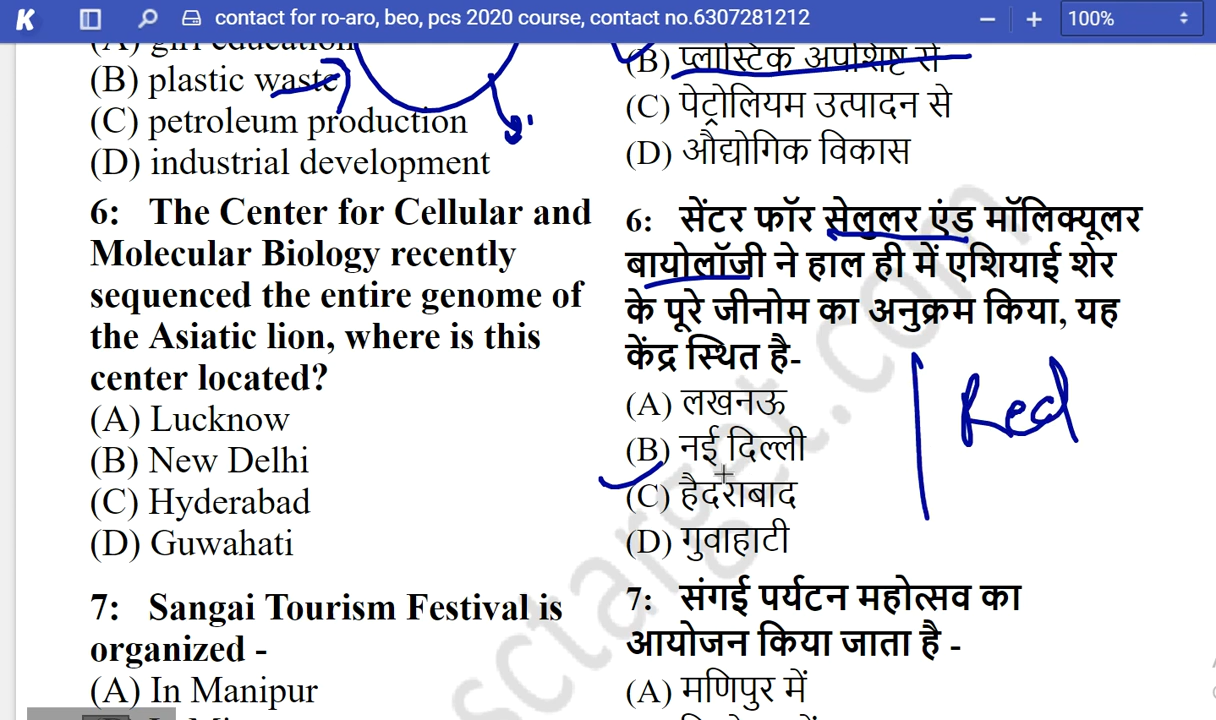 contact for ro-aro, beo, pcs 2020 course, contact no.6307281212
100%
(A) girl education
(B) plastic waste
(C) petroleum production
(D) industrial development
6: The Center for Cellular and
Molecular Biology recently
sequenced the entire genome of
the Asiatic lion, where is this
center located?
(A) Lucknow
(B) New Delhi
(C) Hyderabad
(D) Guwahati
7: Sangai Tourism Festival is
organized -
(A) In Manipur
(B) प्लास्टिक अपशिष्ट से
(C) पेट्रोलियम उत्पादन से
(D) औद्योगिक विकास
6: सेंटर फॉर सेलुलर एंड मॉलिक्यूलर
बायोलॉजी ने हाल ही में एशियाई शेर
के पूरे जीनोम का अनुक्रम किया, यह
केंद्र स्थित है-
(A) लखनऊ
(B) नई दिल्ली
(C) हैदराबाद
(D) गुवाहाटी
7: संगई पर्यटन महोत्सव का
आयोजन किया जाता है -
(A) मणिपुर में